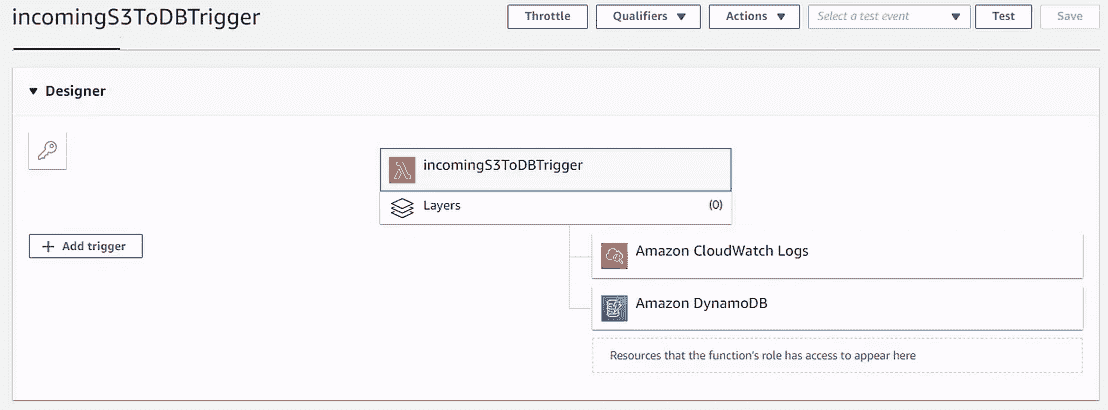 incomingS3ToDBTrigger
Throttle
Qualifiers
Actions
Select a test event
Test
Save
Designer
incomingS3ToDBTrigger
Layers
(0)
+ Add trigger
Amazon CloudWatch Logs
Amazon DynamoDB
Resources that the function's role has access to appear here